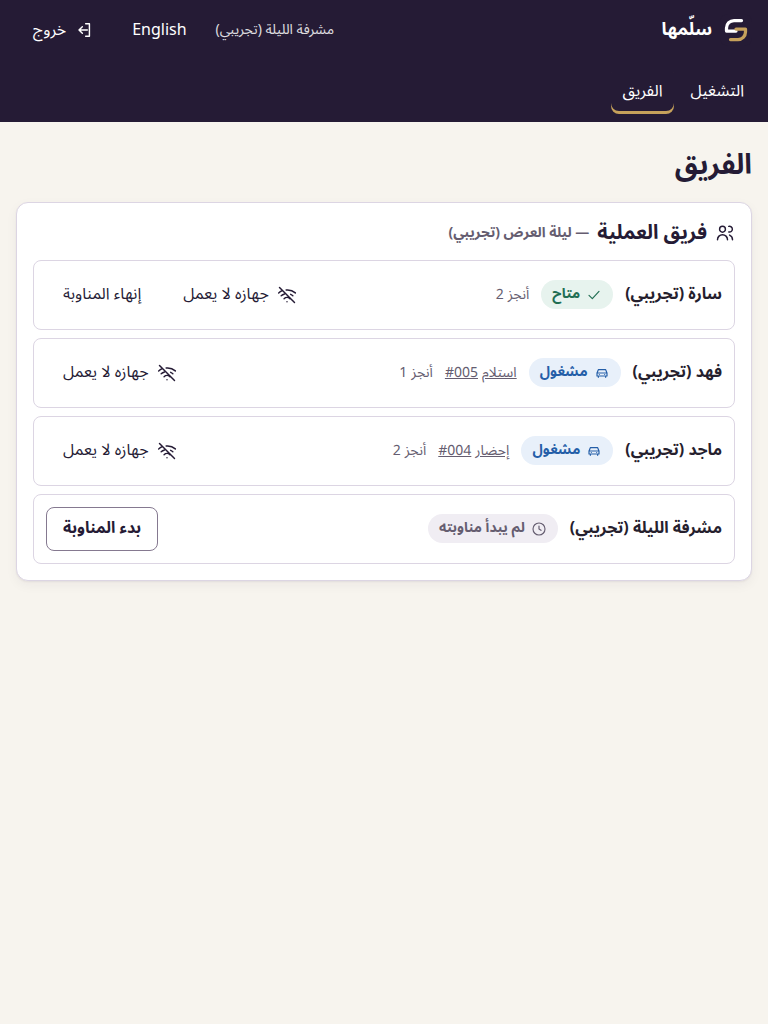 سلّمها
مشرفة الليلة (تجريبي)
English
خروج
التشغيل
الفريق
الفريق
فريق العملية — ليلة العرض (تجريبي)
سارة (تجريبي) متاح أنجز 2 جهازه لا يعمل إنهاء المناوبة
فهد (تجريبي) مشغول استلام #005 أنجز 1 جهازه لا يعمل
ماجد (تجريبي) مشغول إحضار #004 أنجز 2 جهازه لا يعمل
مشرفة الليلة (تجريبي) لم يبدأ مناوبته بدء المناوبة